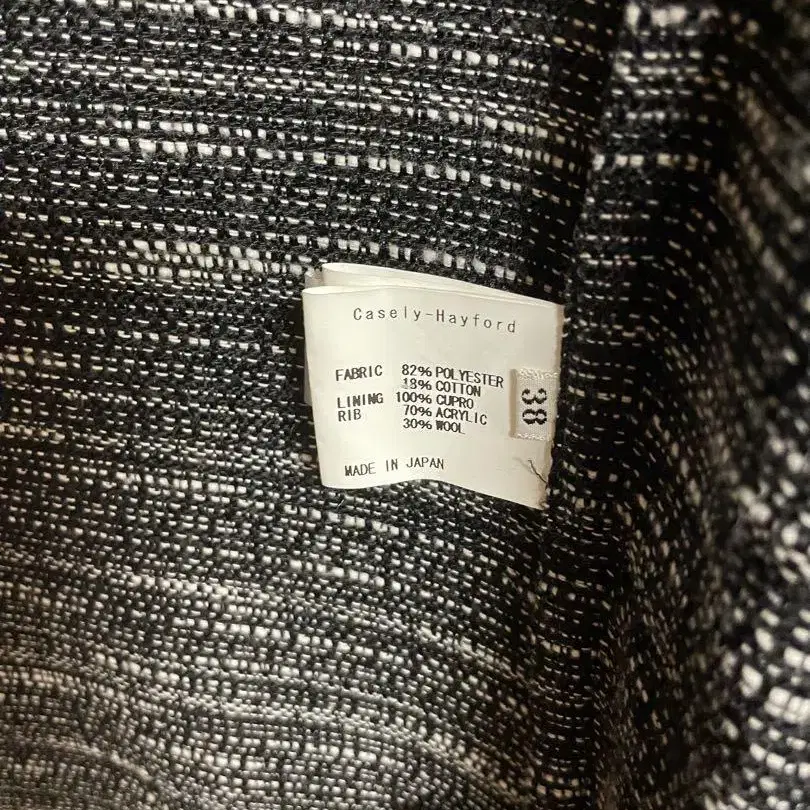 Casely-Hayford
FABRIC 82% POLYESTER
18% COTTON
LINING 100% CUPRO
RIB 70% ACRYLIC
30% WOOL
38
MADE IN JAPAN